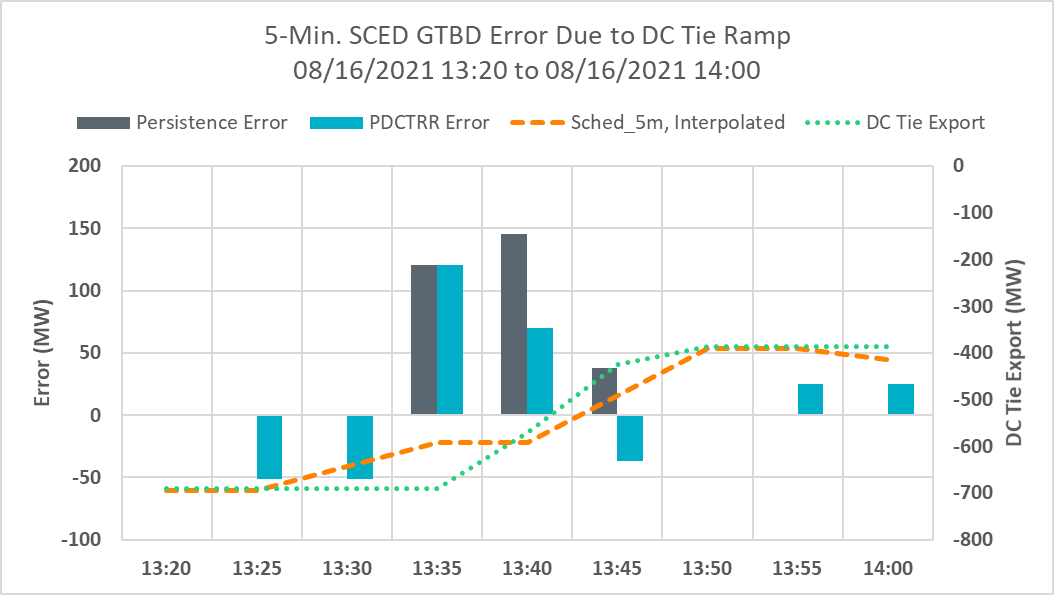 5-Min. SCED GTBD Error Due to DC Tie Ramp
08/16/2021 13:20 to 08/16/2021 14:00
Persistence Error PDCTRR Error Sched_5m, Interpolated DC Tie Export
200 0
150 -100
100 -200
50 -300
0 -400
-50 -500
-100 -600
-700
-800
Error (MW)
DC Tie Export (MW)
13:20 13:25 13:30 13:35 13:40 13:45 13:50 13:55 14:00